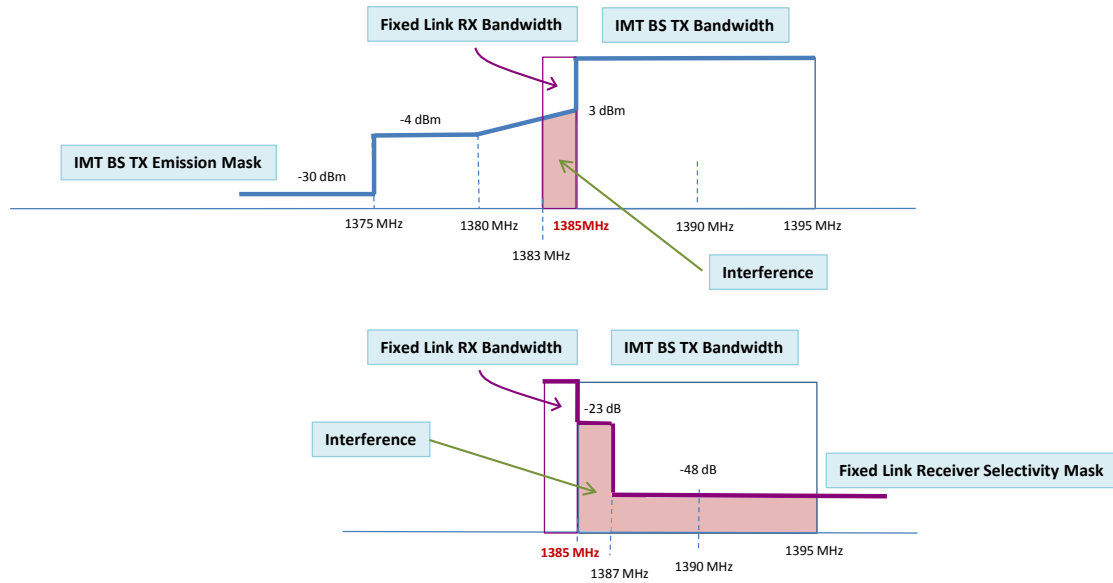 Fixed Link RX Bandwidth
IMT BS TX Bandwidth
-4 dBm
3 dBm
IMT BS TX Emission Mask
-30 dBm
1375 MHz
1380 MHz
1385MHz
1390 MHz
1395 MHz
1383 MHz
Interference
Fixed Link RX Bandwidth
IMT BS TX Bandwidth
-23 dB
Interference
-48 dB
Fixed Link Receiver Selectivity Mask
1385 MHz
1387 MHz
1390 MHz
1395 MHz